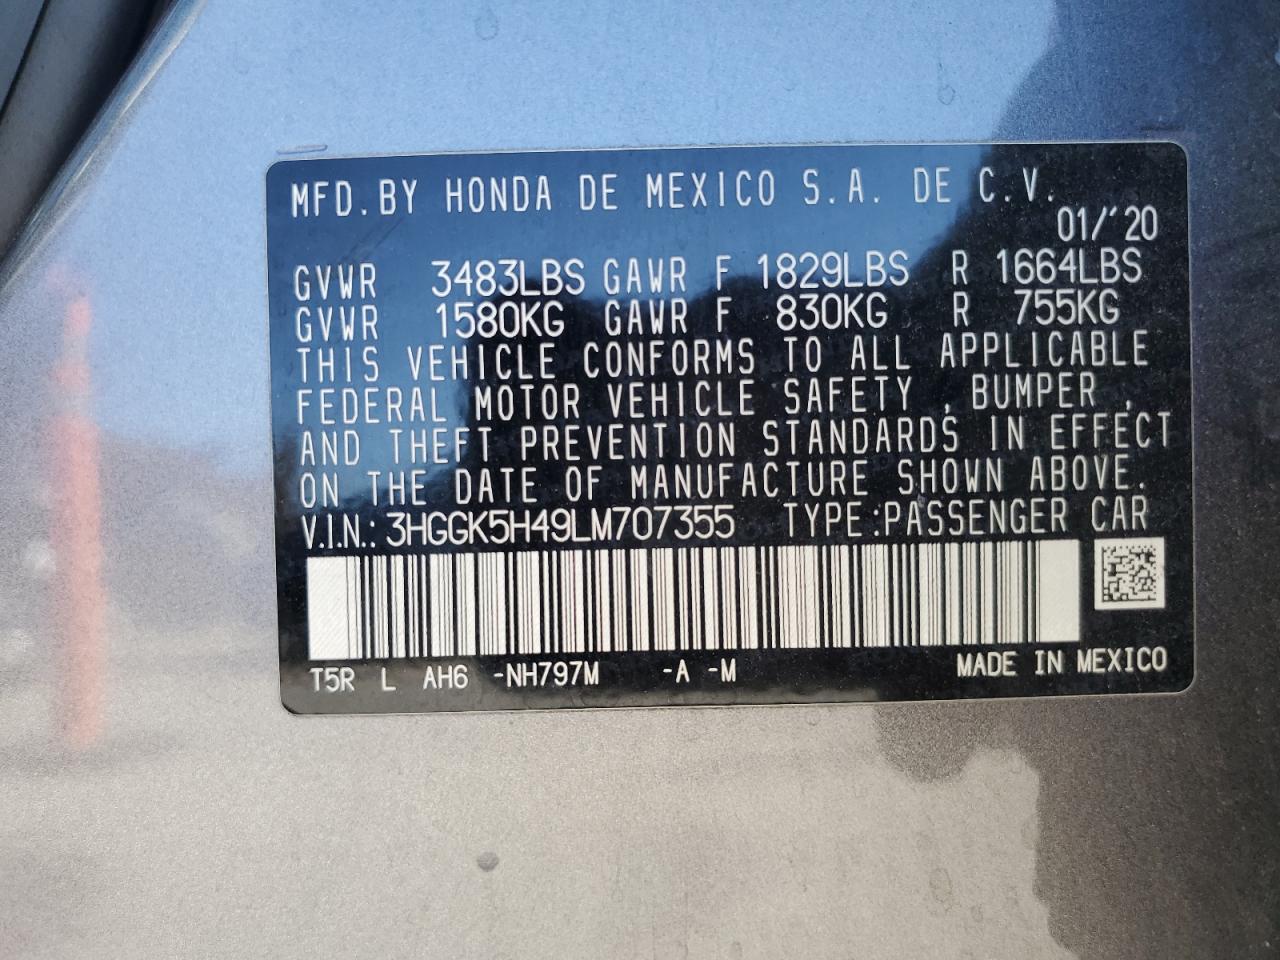 MFD.BY HONDA DE MEXICO S.A. DE C.V.
01/'20
GVWR 3483LBS GAWR F 1829LBS R 1664LBS
GVWR 1580KG GAWR F 830KG R 755KG
THIS VEHICLE CONFORMS TO ALL APPLICABLE
FEDERAL MOTOR VEHICLE SAFETY , BUMPER ,
AND THEFT PREVENTION STANDARDS IN EFFECT
ON THE DATE OF MANUFACTURE SHOWN ABOVE.
V.I.N.: 3HGGK5H49LM707355 TYPE:PASSENGER CAR
T5R L AH6 -NH797M -A -M MADE IN MEXICO